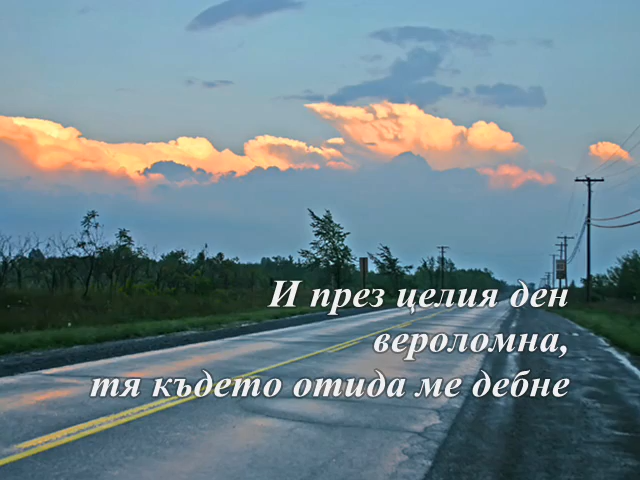 И през целия ден
вероломна,
тя където отида ме дебне